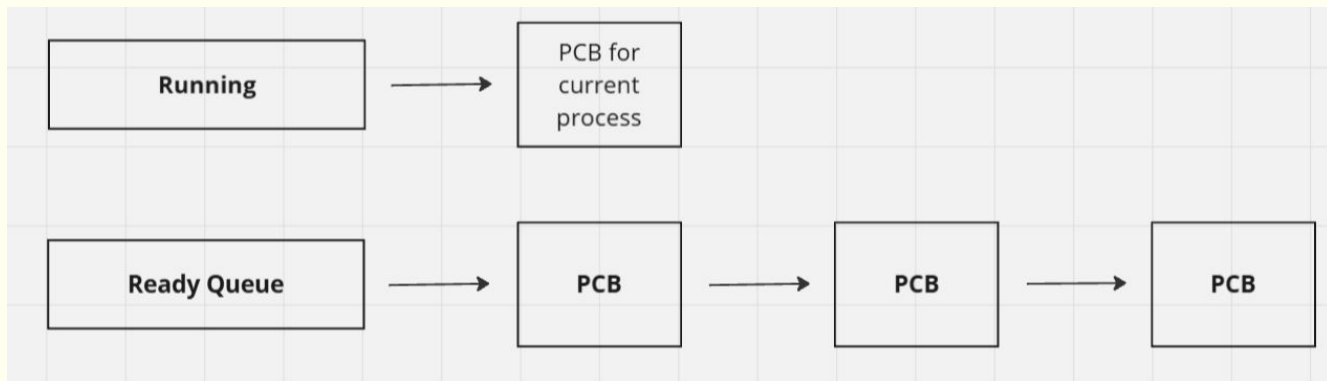 Running
PCB for
current
process
Ready Queue
PCB
PCB
PCB